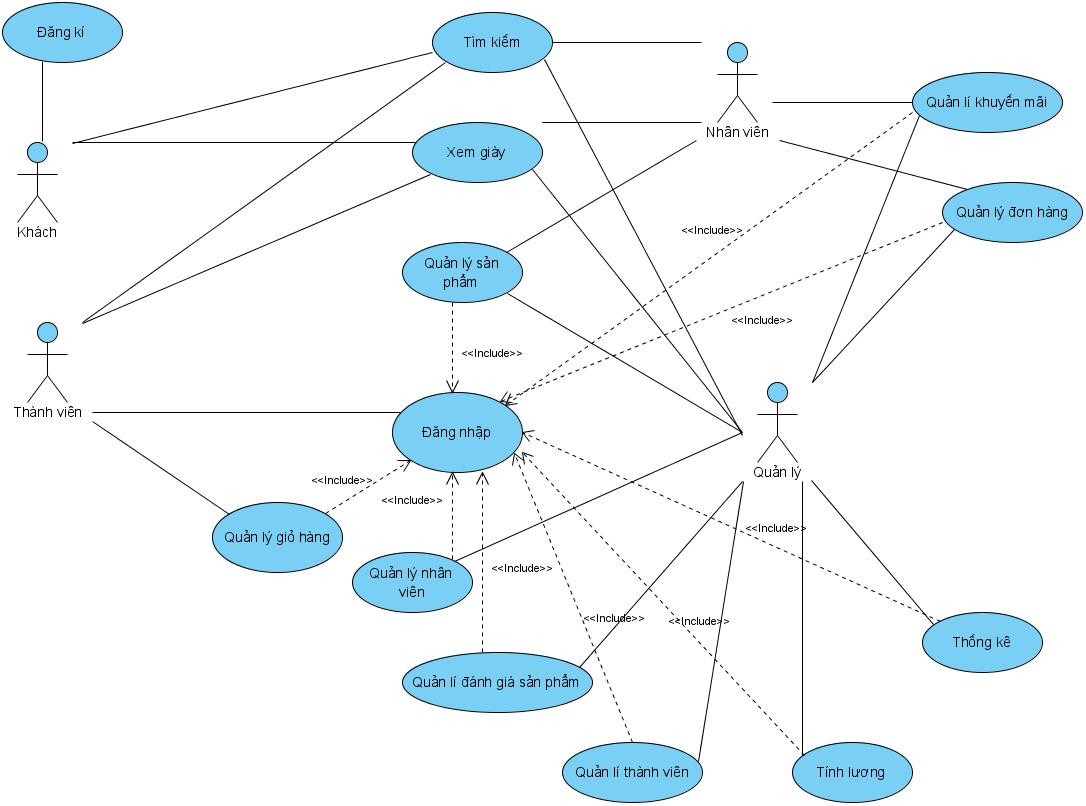 Đăng kí
Tìm kiếm
Nhân viên
Quản lí khuyến mãi
Xem giày
Khách
Quản lý đơn hàng
<<Include>>
Quản lý sản
phẩm
<<Include>>
<<Include>>
Thành viên
Đăng nhập
Quản lý
<<Include>>
<<Include>>
<<Include>>
Quản lý giỏ hàng
Quản lý nhân
viên
<<Include>>
<<Include>>
<<Include>>
Thống kê
Quản lí đánh giá sản phẩm
Quản lí thành viên
Tính lương